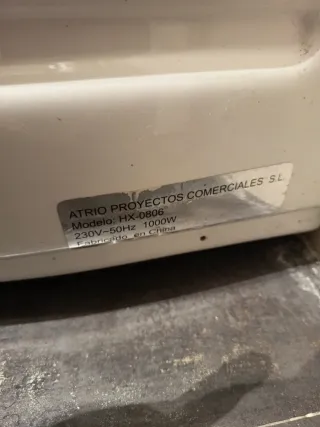 ATRIO PROYECTOS COMERCIALES S.L.
Modelo: HX-0806
230V~50Hz 1000W
Fabricado en China